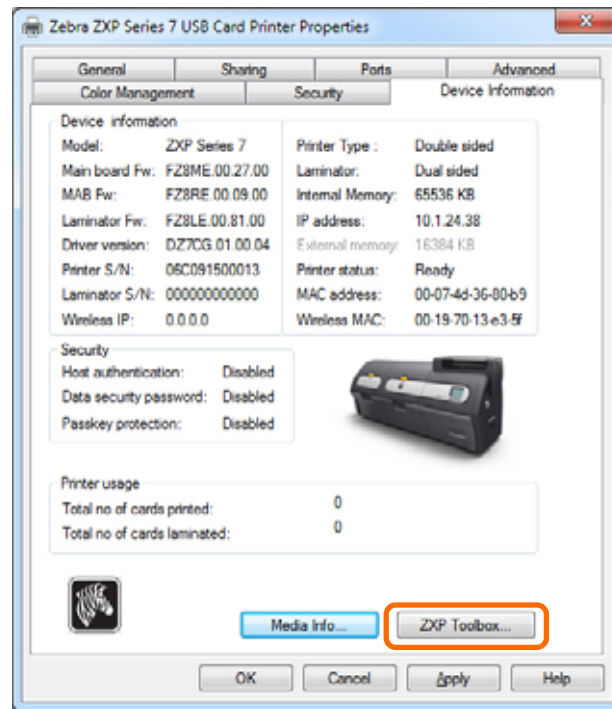 Zebra ZXP Series 7 USB Card Printer Properties
General Sharing Ports Advanced
Color Management Security Device Information
Device information
Model: ZXP Series 7
Main board Fw: FZ8ME.00.27.00
MAB Fw: FZ8RE.00.09.00
Laminator Fw: FZ8LE.00.81.00
Driver version: DZ7CG.01.00.04
Printer S/N: 06C091500013
Laminator S/N: 000000000000
Wireless IP: 0.0.0.0
Printer Type : Double sided
Laminator: Dual sided
Internal Memory: 65536 KB
IP address: 10.1.24.38
External memory: 16384 KB
Printer status: Ready
MAC address: 00-07-4d-36-80-b9
Wireless MAC: 00-19-70-13-e3-5f
Security
Host authentication: Disabled
Data security password: Disabled
Passkey protection: Disabled
Printer usage
Total no of cards printed: 0
Total no of cards laminated: 0
Media Info... ZXP Toolbox...
OK Cancel Apply Help